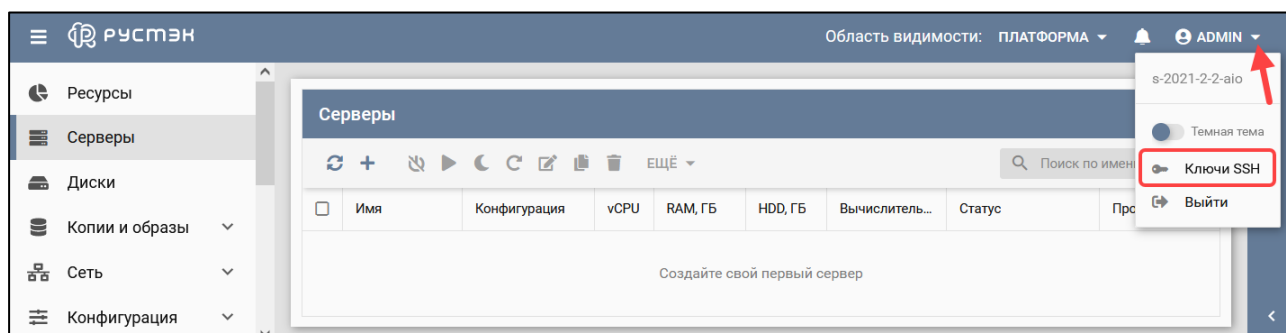 РУСТЭК
Область видимости: ПЛАТФОРМА
ADMIN
s-2021-2-2-aio
Темная тема
Ключи SSH
Выйти
Ресурсы
Серверы
Диски
Копии и образы
Сеть
Конфигурация
Серверы
ЕЩЁ
Поиск по имени
Имя Конфигурация vCPU RAM, ГБ HDD, ГБ Вычислитель... Статус
Создайте свой первый сервер